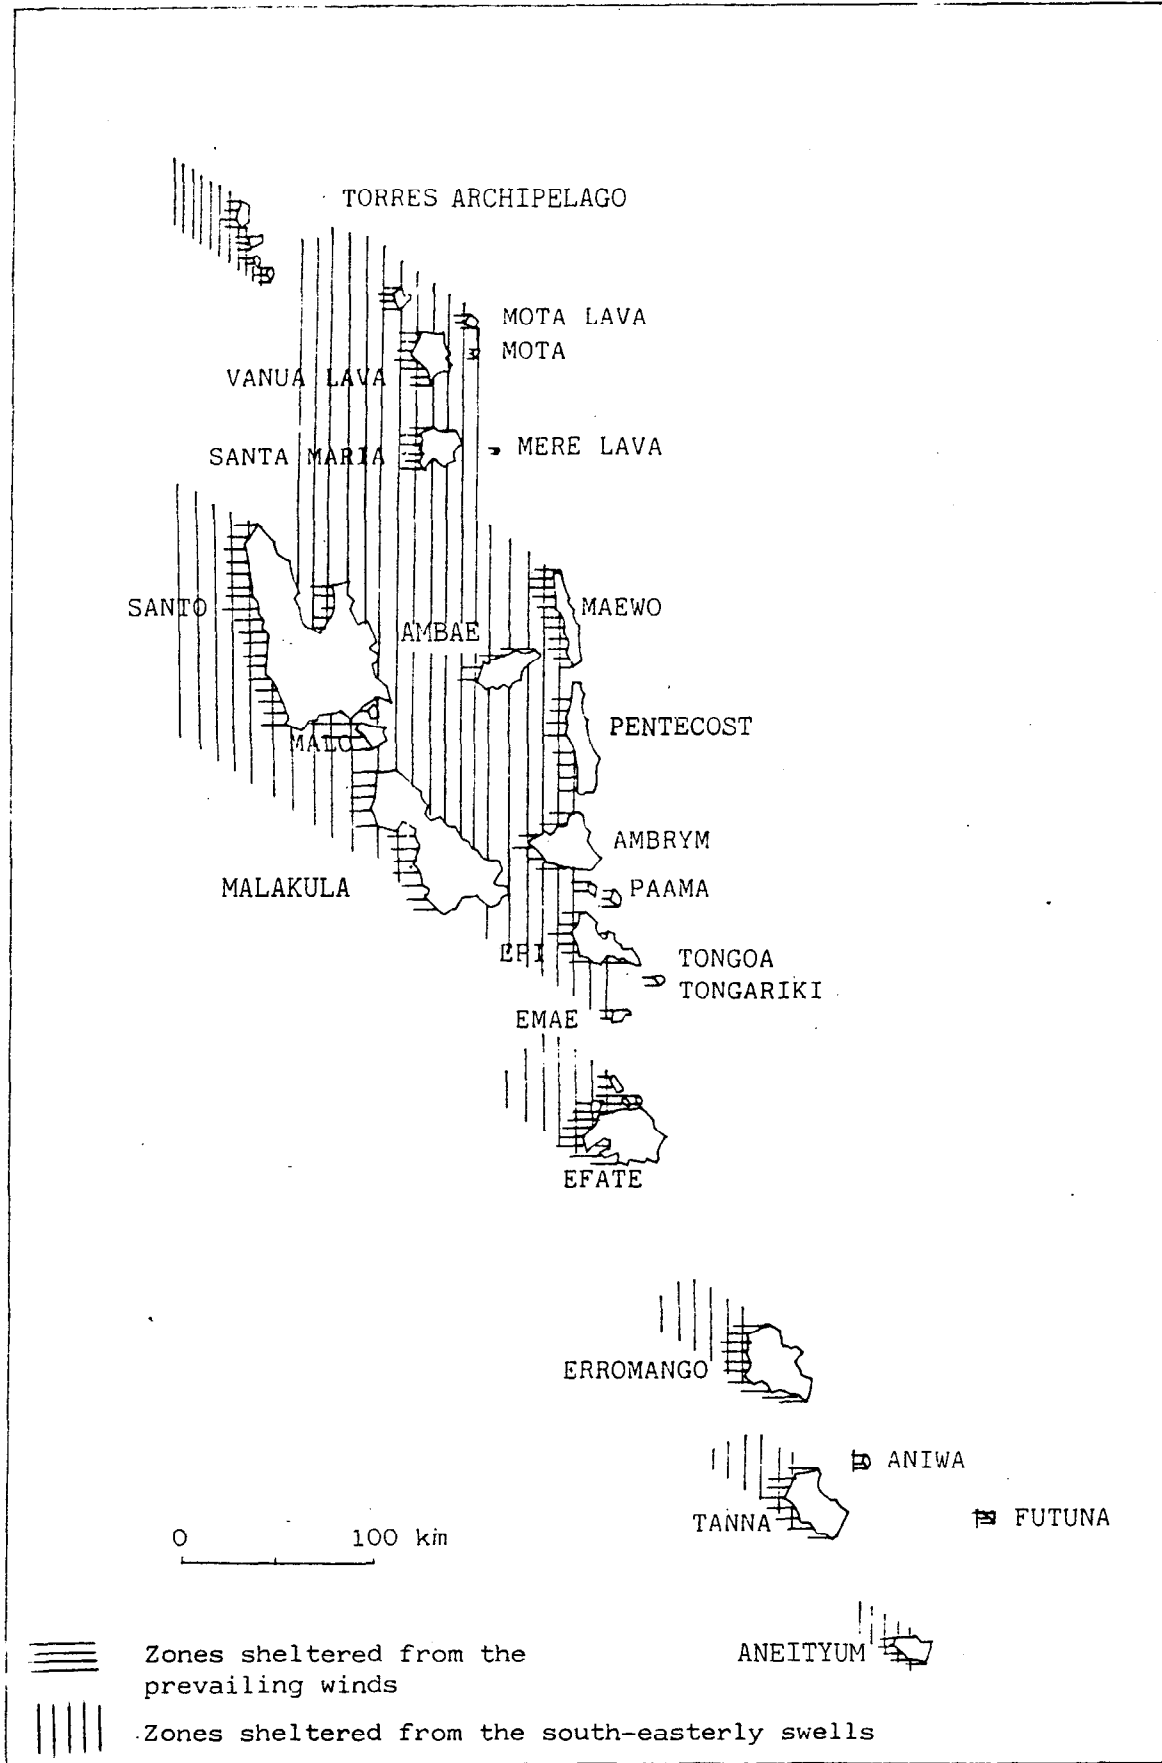 TORRES ARCHIPELAGO
MOTA LAVA
MOTA
VANUA LAVA
SANTA MARIA
MERE LAVA
SANTO
MAEWO
AMBAE
PENTECOST
MALO
AMBRYM
MALAKULA
PAAMA
EPI
TONGOA
TONGARIKI
EMAE
EFATE
ERROMANGO
ANIWA
TANNA
FUTUNA
0 100 km
ANEITYUM
Zones sheltered from the
prevailing winds
Zones sheltered from the south-easterly swells